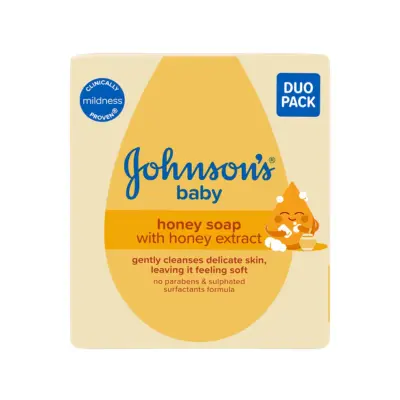 CLINICALLY
mildness
PROVEN®
DUO
PACK
Johnson's®
baby
honey soap
with honey extract
gently cleanses delicate skin,
leaving it feeling soft
no parabens & sulphated
surfactants formula